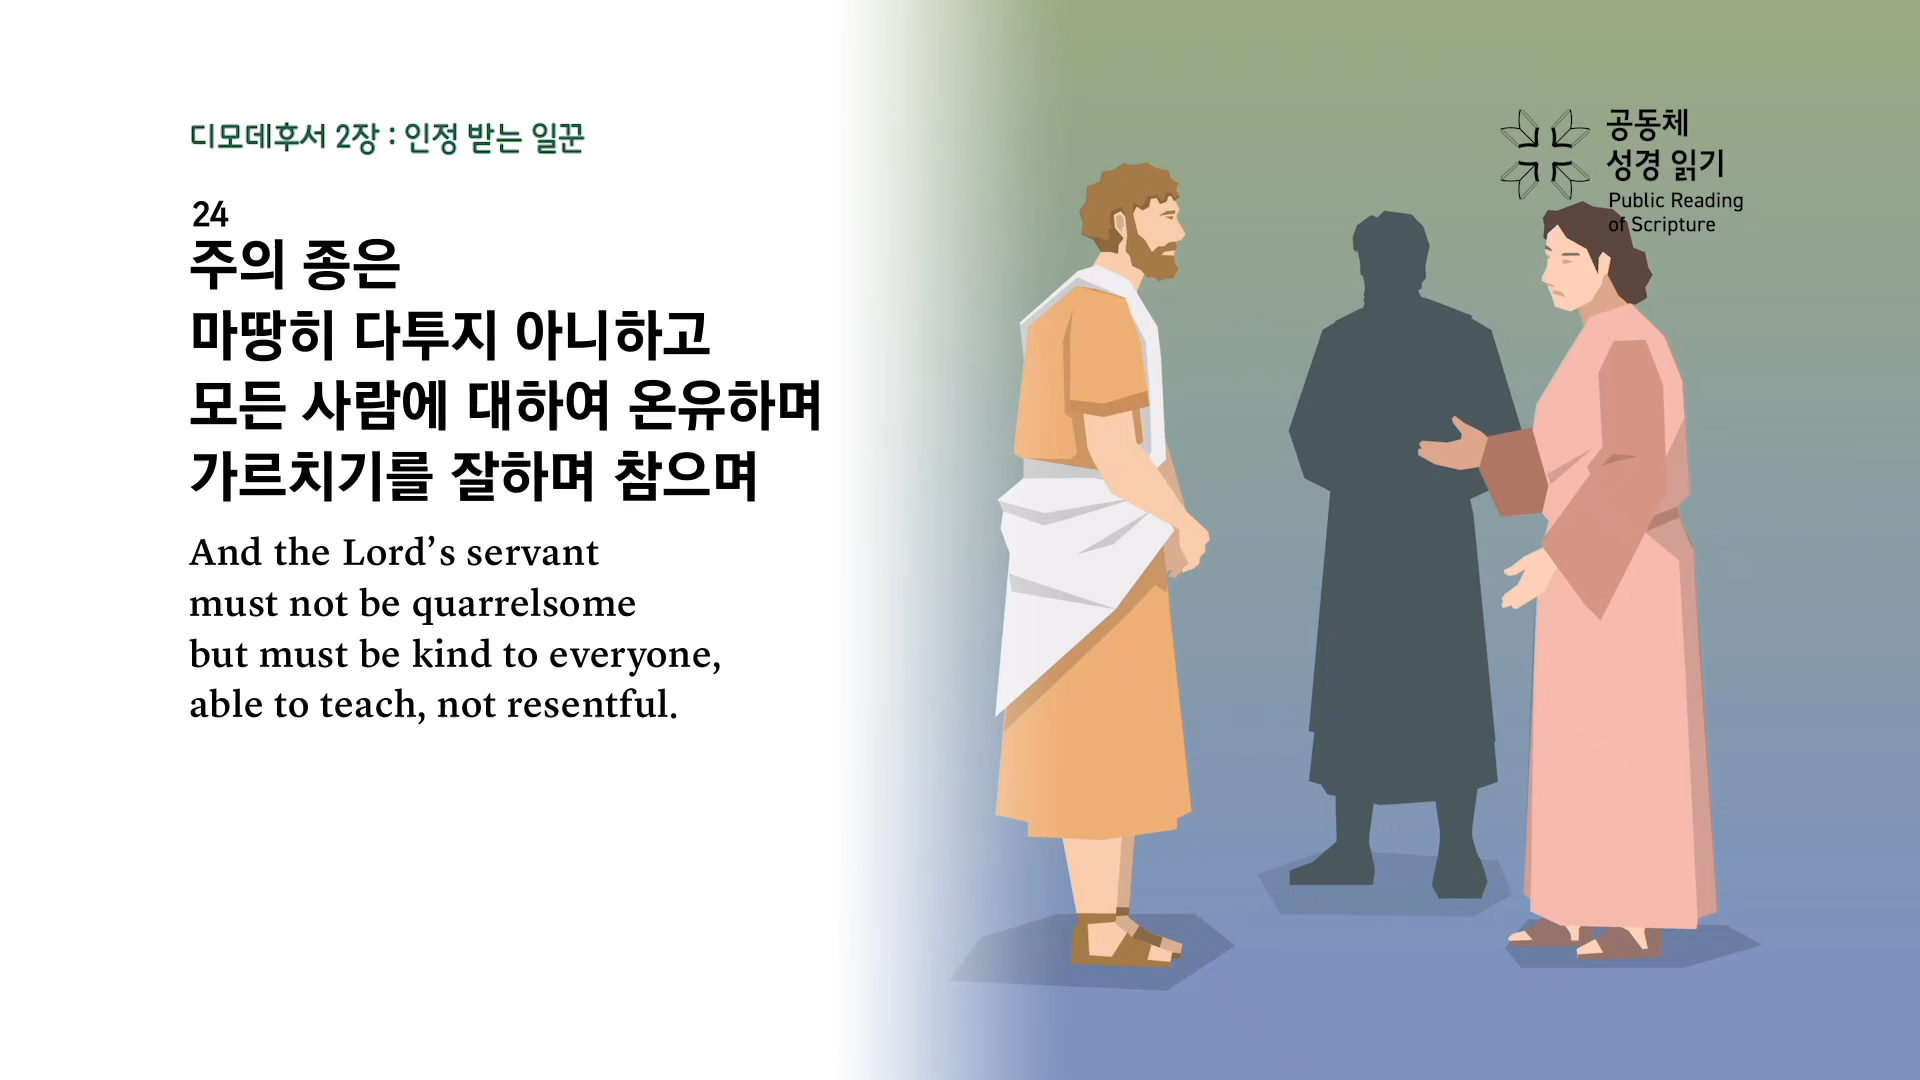 디모데후서 2장 : 인정 받는 일꾼
24
주의 종은
마땅히 다투지 아니하고
모든 사람에 대하여 온유하며
가르치기를 잘하며 참으며
And the Lord’s servant
must not be quarrelsome
but must be kind to everyone,
able to teach, not resentful.
공동체
성경 읽기
Public Reading
of Scripture